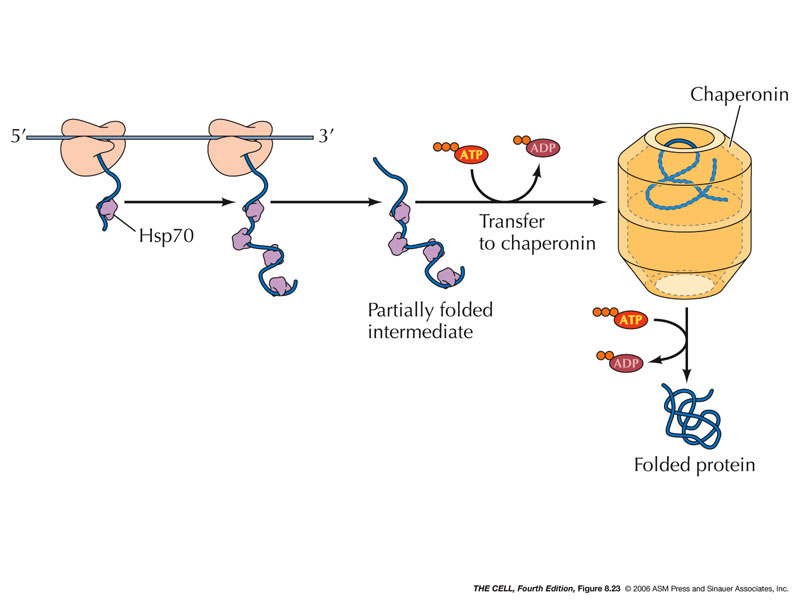 Chaperonin
5′
3′
ATP
ADP
Hsp70
Transfer
to chaperonin
Partially folded
intermediate
ATP
ADP
Folded protein
THE CELL, Fourth Edition, Figure 8.23 © 2006 ASM Press and Sinauer Associates, Inc.